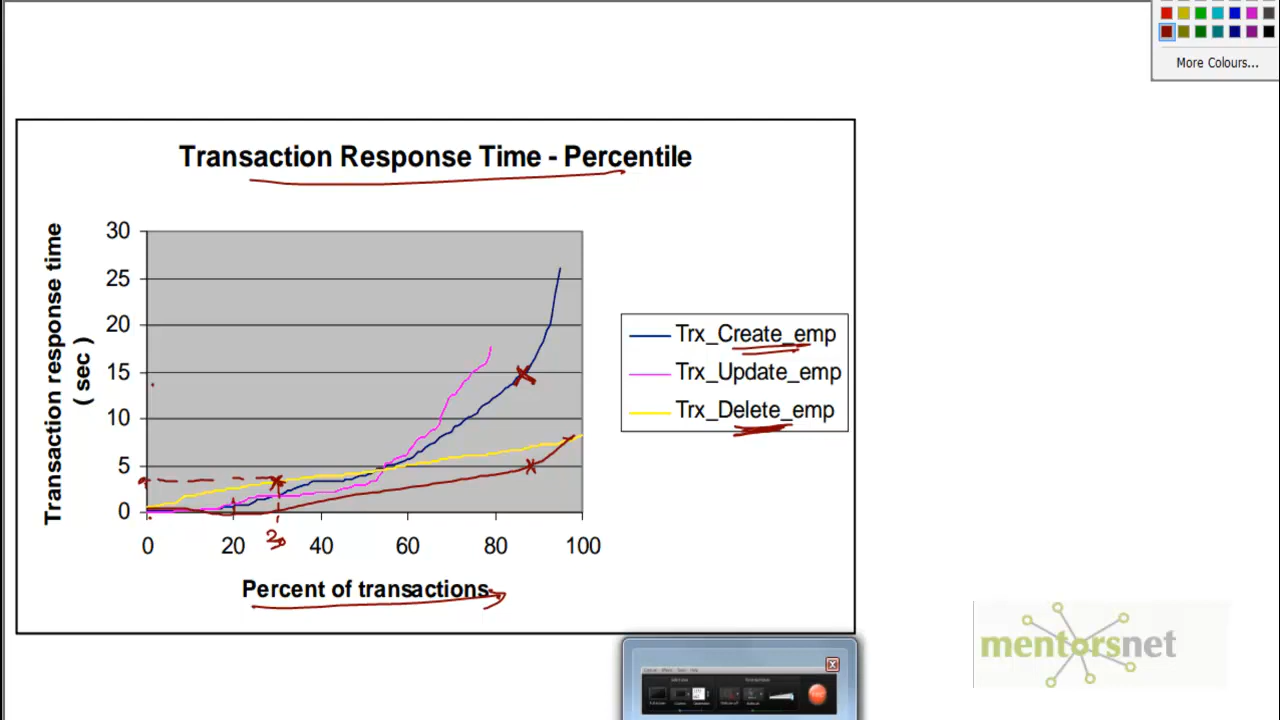 More Colours...
Transaction Response Time - Percentile
Transaction response time
( sec )
30
25
20
15
10
5
0
0 20 40 60 80 100
30
Percent of transactions
Trx_Create_emp
Trx_Update_emp
Trx_Delete_emp
mentorsnet